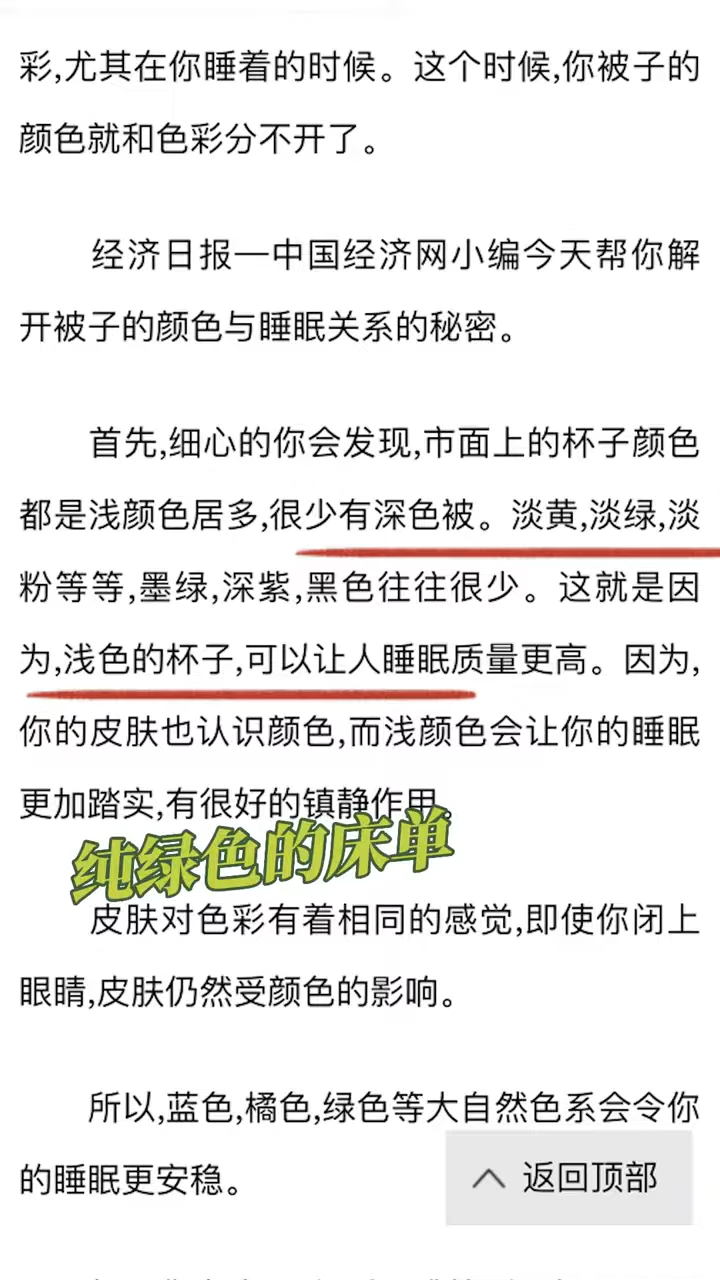 彩,尤其在你睡着的时候。这个时候,你被子的
颜色就和色彩分不开了。
经济日报—中国经济网小编今天帮你解
开被子的颜色与睡眠关系的秘密。
首先,细心的你会发现,市面上的杯子颜色
都是浅颜色居多,很少有深色被。淡黄,淡绿,淡
粉等等,墨绿,深紫,黑色往往很少。这就是因
为,浅色的杯子,可以让人睡眠质量更高。因为,
你的皮肤也认识颜色,而浅颜色会让你的睡眠
更加踏实,有很好的镇静作用。
纯绿色的床单
皮肤对色彩有着相同的感觉,即使你闭上
眼睛,皮肤仍然受颜色的影响。
所以,蓝色,橘色,绿色等大自然色系会令你
的睡眠更安稳。
返回顶部